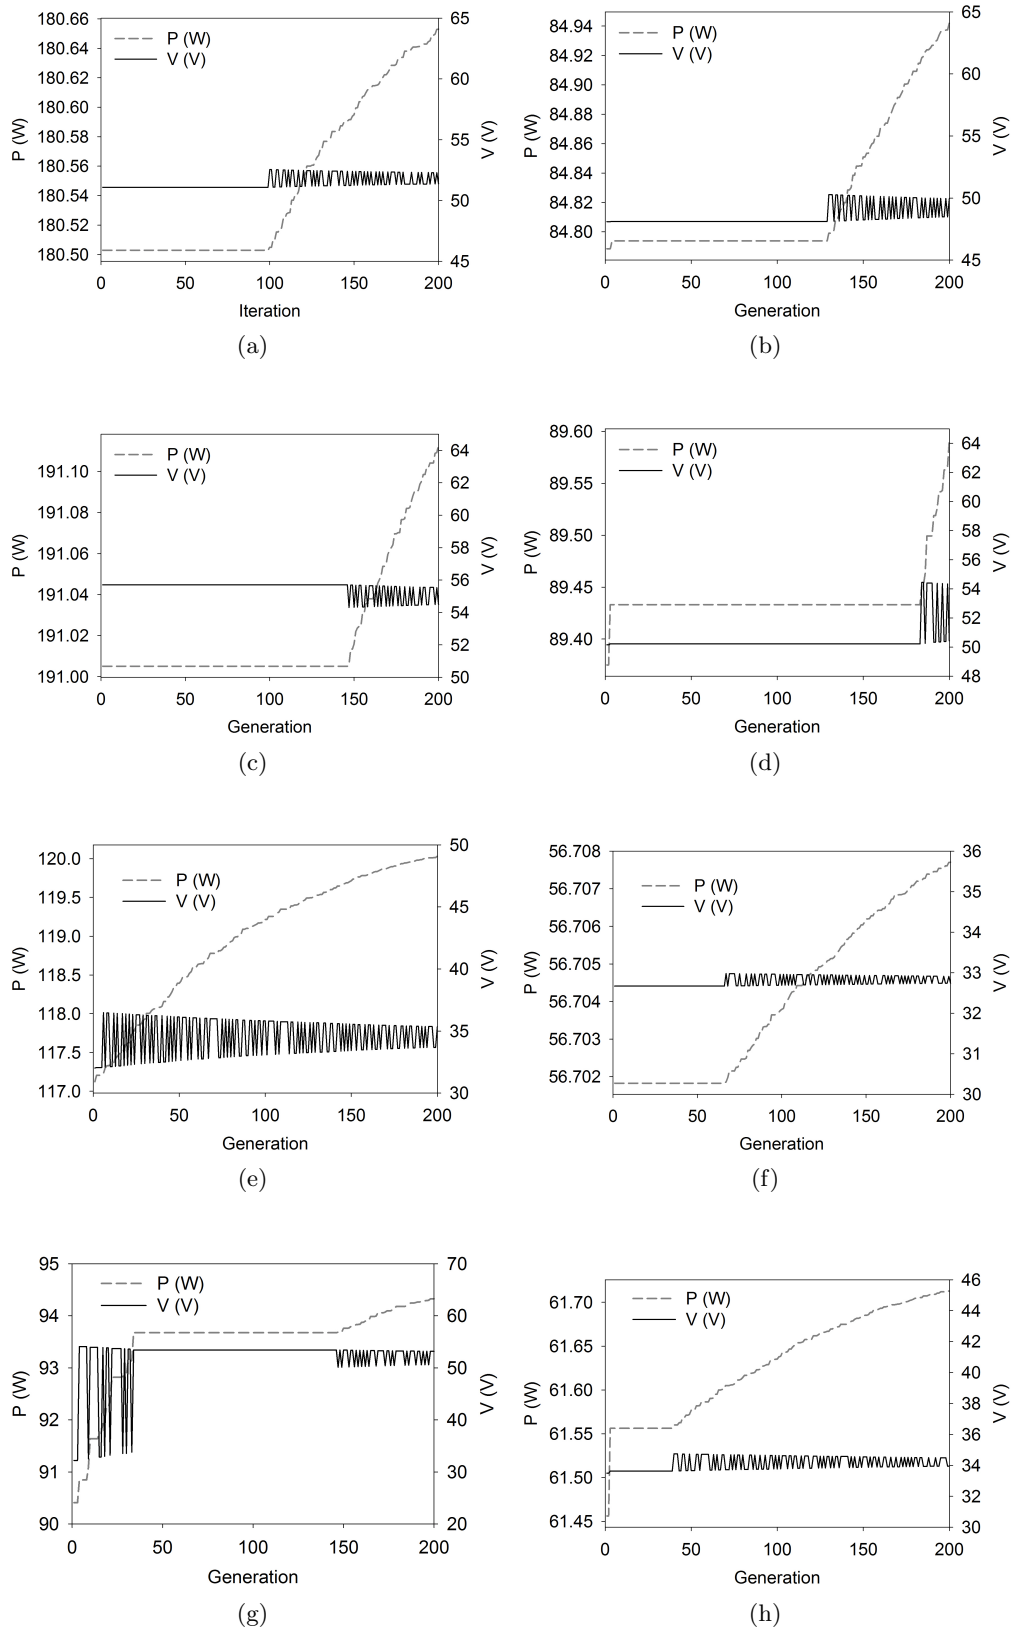 180.66
180.64
180.62
180.60
180.56
180.54
180.52
180.50
P (W)
P (W)
V (V)
65
60
55
50
45
V (V)
0 50 100 150 200
Iteration
(a)
84.94
84.92
84.90
84.88
84.86
84.84
84.82
84.80
P (W)
P (W)
V (V)
65
60
55
50
45
V (V)
0 50 100 150 200
Generation
(b)
191.10
191.08
191.06
191.04
191.02
191.00
P (W)
P (W)
V (V)
64
62
60
58
56
54
52
50
V (V)
0 50 100 150 200
Generation
(c)
89.60
89.55
89.50
89.45
89.40
P (W)
P (W)
V (V)
64
62
60
58
56
54
52
50
48
V (V)
0 50 100 150 200
Generation
(d)
120.0
119.5
119.0
118.5
118.0
117.5
117.0
P (W)
P (W)
V (V)
50
45
40
35
30
V (V)
0 50 100 150 200
Generation
(e)
56.708
56.707
56.706
56.705
56.704
56.703
56.702
P (W)
P (W)
V (V)
36
35
34
33
32
31
30
V (V)
0 50 100 150 200
Generation
(f)
95
94
93
92
91
90
P (W)
P (W)
V (V)
70
60
50
40
30
20
V (V)
0 50 100 150 200
Generation
(g)
61.70
61.65
61.60
61.55
61.50
61.45
P (W)
P (W)
V (V)
46
44
42
40
38
36
34
32
30
V (V)
0 50 100 150 200
Generation
(h)